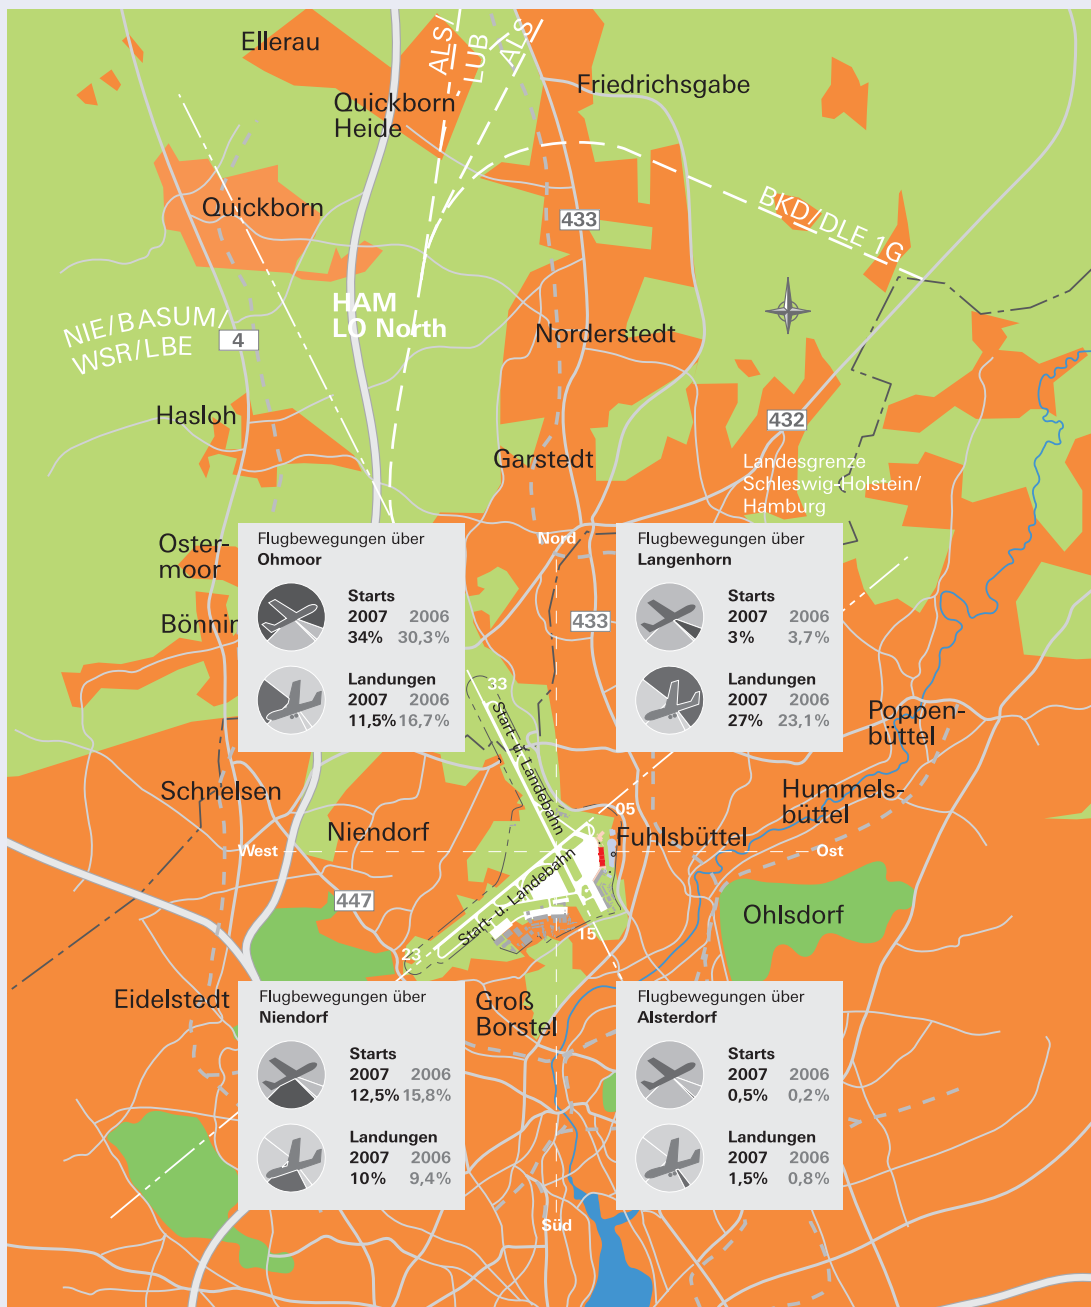 Ellerau
ALS/
LUB
ALS
Friedrichsgabe
Quickborn
Heide
Quickborn
433
BKD/DLE 1G
HAM
LO North
NIE/BASUM/
WSR/LBE
4
Norderstedt
Hasloh
432
Garstedt
Landesgrenze
Schleswig-Holstein/
Hamburg
Oster-
moor
Nord
Flugbewegungen über
Ohmoor
Starts
2007 2006
34% 30,3%
Landungen
2007 2006
11,5% 16,7%
Flugbewegungen über
Langenhorn
Starts
2007 2006
3% 3,7%
Landungen
2007 2006
27% 23,1%
433
33
Start- u. Landebahn
Poppen-
büttel
Schnelsen
Hummels-
büttel
Niendorf
05
Fuhlsbüttel
West
Ost
Start- u. Landebahn
447
Ohlsdorf
15
23
Eidelstedt
Groß
Borstel
Flugbewegungen über
Niendorf
Starts
2007 2006
12,5% 15,8%
Landungen
2007 2006
10% 9,4%
Flugbewegungen über
Alsterdorf
Starts
2007 2006
0,5% 0,2%
Landungen
2007 2006
1,5% 0,8%
Süd